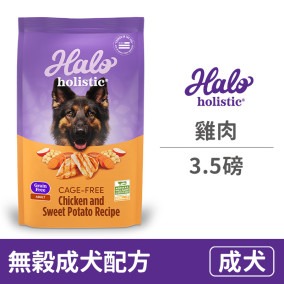 Halo
holistic®
Grain
Free
ADULT
CAGE-FREE
Chicken and
Sweet Potato Recipe
Halo
holistic®
雞肉
3.5磅
無穀成犬配方
成犬